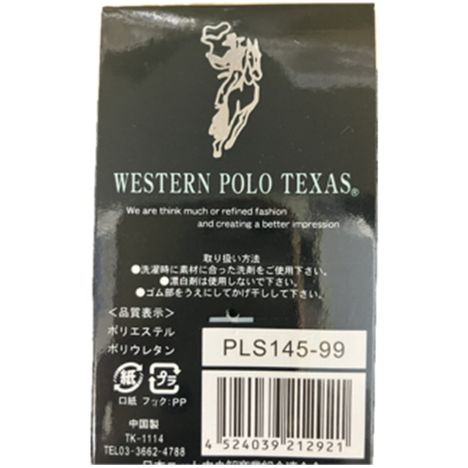 WESTERN POLO TEXAS®
We are think much or refined fashion
and creating a better impression
取り扱い方法
●洗濯時に素材に合った洗剤をご使用下さい。
●漂白剤は使用しないで下さい。
●ゴム部をうえにしてかげ干しして下さい。
<品質表示>
ポリエステル
ポリウレタン
PLS145-99
紙 プラ
口紙 フック:PP
中国製
TK-1114
TEL03-3662-4788
4 524039 212921